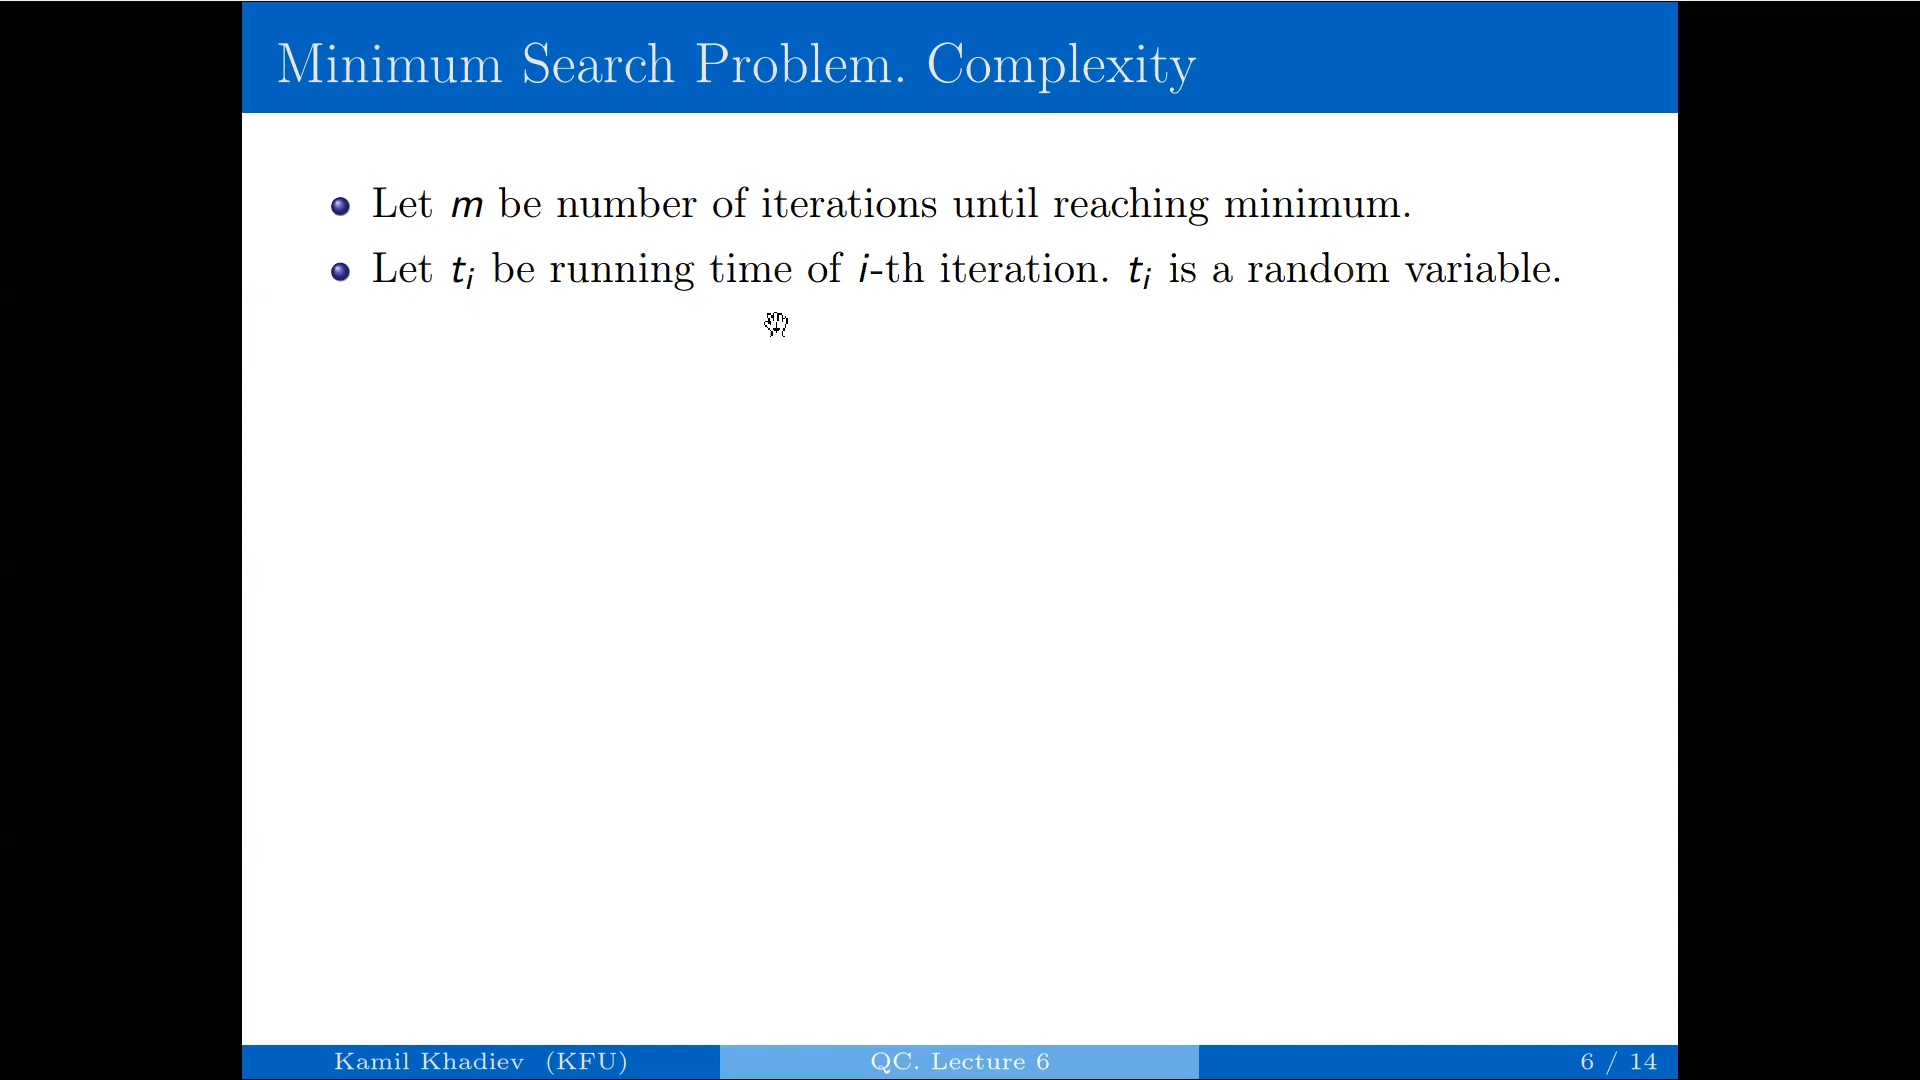 Minimum Search Problem. Complexity
Let m be number of iterations until reaching minimum.
Let tᵢ be running time of i-th iteration. tᵢ is a random variable.
Kamil Khadiev (KFU) QC. Lecture 6 6 / 14